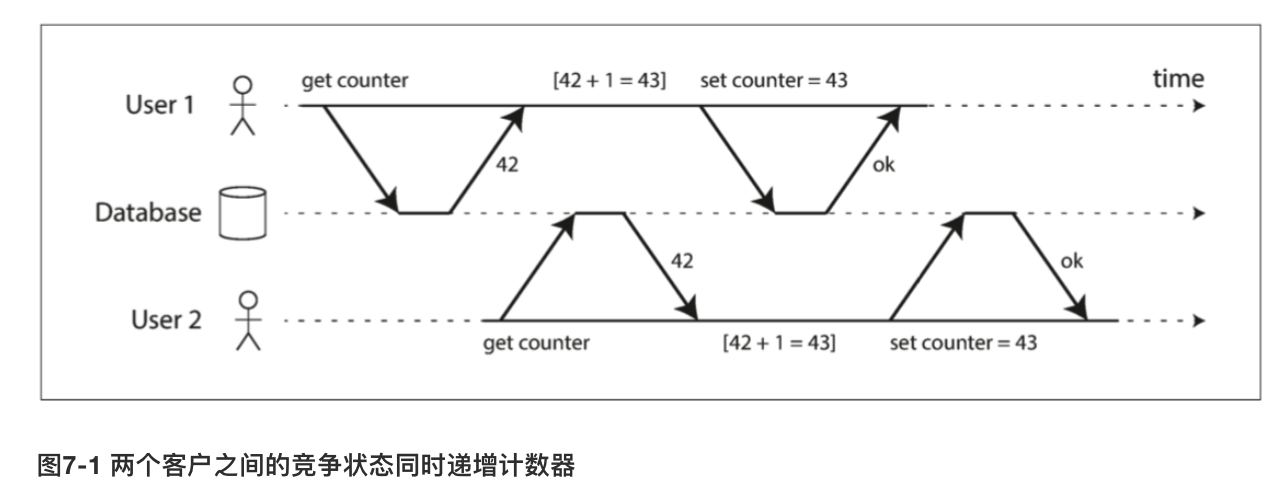 get counter [42 + 1 = 43] set counter = 43 time
User 1
42 ok
Database
42 ok
User 2
get counter [42 + 1 = 43] set counter = 43
图7-1 两个客户之间的竞争状态同时递增计数器